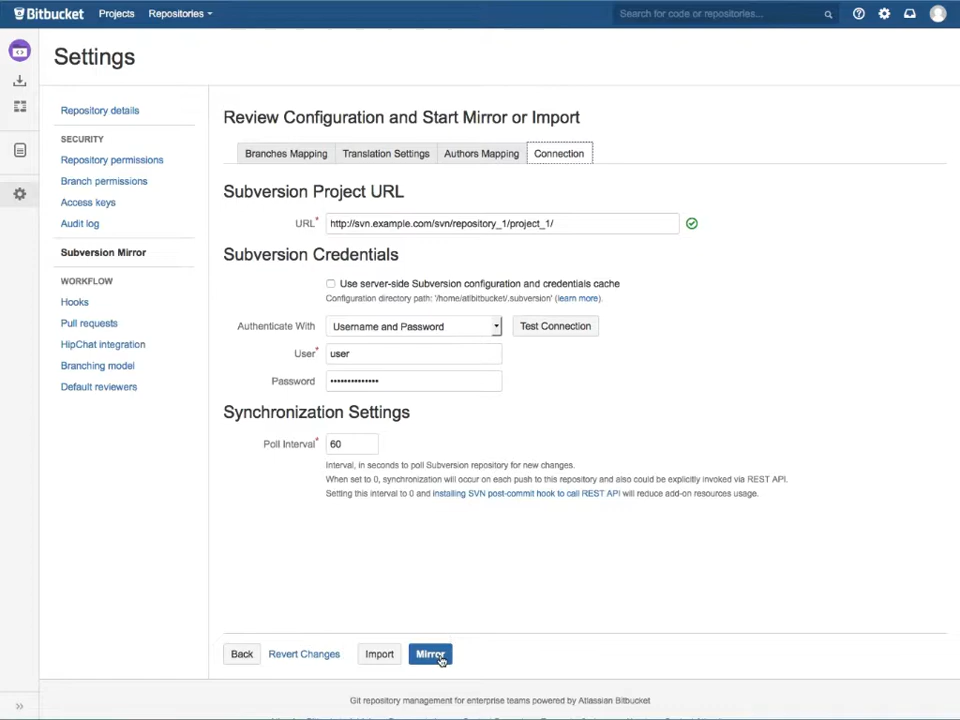 Bitbucket Projects Repositories Search for code or repositories...
Settings
Repository details
SECURITY
Repository permissions
Branch permissions
Access keys
Audit log
Subversion Mirror
WORKFLOW
Hooks
Pull requests
HipChat integration
Branching model
Default reviewers
Review Configuration and Start Mirror or Import
Branches Mapping Translation Settings Authors Mapping Connection
Subversion Project URL
URL* http://svn.example.com/svn/repository_1/project_1/
Subversion Credentials
Use server-side Subversion configuration and credentials cache
Configuration directory path: '/home/atlbitbucket/.subversion' (learn more).
Authenticate With Username and Password Test Connection
User* user
Password ••••••••••••••
Synchronization Settings
Poll Interval* 60
Interval, in seconds to poll Subversion repository for new changes.
When set to 0, synchronization will occur on each push to this repository and also could be explicitly invoked via REST API.
Setting this interval to 0 and installing SVN post-commit hook to call REST API will reduce add-on resources usage.
Back Revert Changes Import Mirror
Git repository management for enterprise teams powered by Atlassian Bitbucket